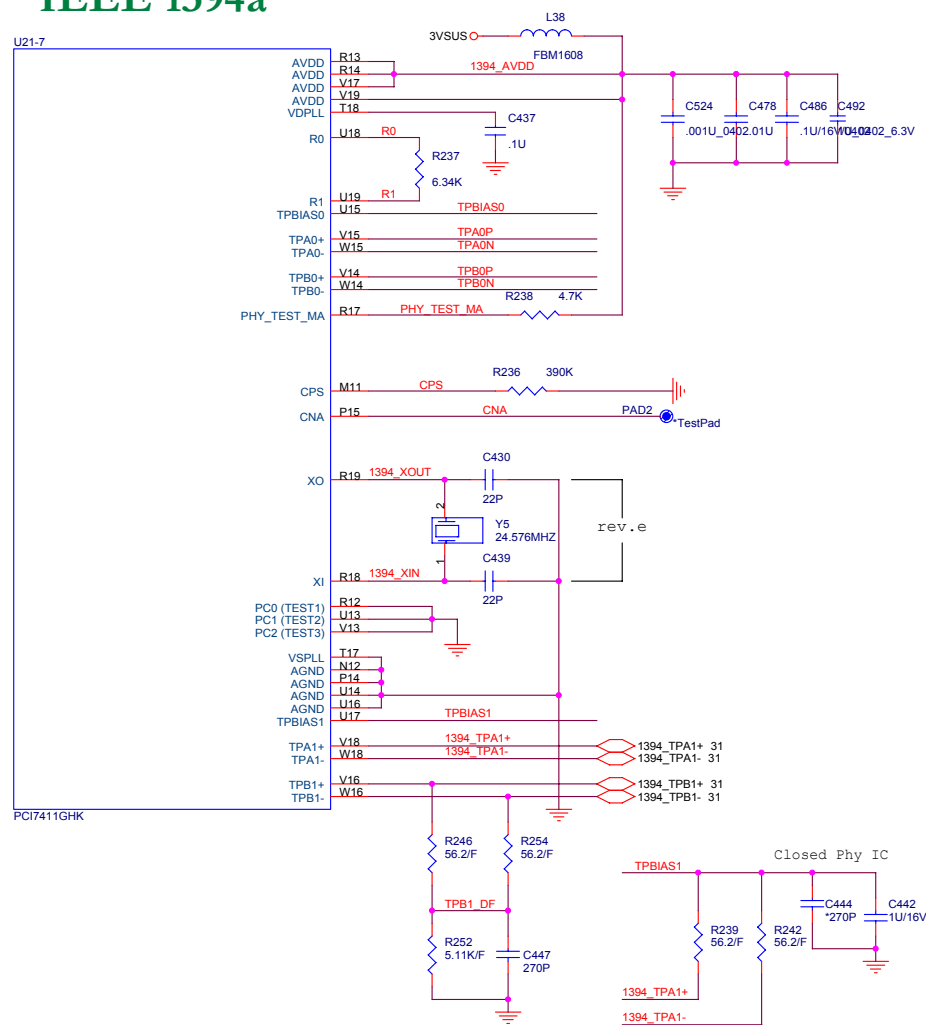 IEEE 1394a
L38
3VSUS
FBM1608
U21-7
AVDD R13
AVDD R14 1394_AVDD
AVDD V17
AVDD V19
VDPLL T18
C437
.1U
C524
.001U_0402
C478
.01U
C486
.1U/16V
C492
0402_6.3V
R0 U18 R0
R237
6.34K
R1 U19 R1
TPBIAS0 U15 TPBIAS0
TPA0+ V15 TPA0P
TPA0- W15 TPA0N
TPB0+ V14 TPB0P
TPB0- W14 TPB0N
R238 4.7K
PHY_TEST_MA R17 PHY_TEST_MA
R236 390K
CPS M11 CPS
CNA P15 CNA
PAD2
*TestPad
C430
XO R19 1394_XOUT
22P
2
Y5
24.576MHZ
rev.e
1
C439
XI R18 1394_XIN
22P
PC0 (TEST1) R12
PC1 (TEST2) U13
PC2 (TEST3) V13
VSPLL T17
AGND N12
AGND P14
AGND U14
AGND U16
TPBIAS1 U17 TPBIAS1
TPA1+ V18 1394_TPA1+ 1394_TPA1+ 31
TPA1- W18 1394_TPA1- 1394_TPA1- 31
TPB1+ V16 1394_TPB1+ 31
TPB1- W16 1394_TPB1- 31
PCI7411GHK
R246
56.2/F
R254
56.2/F
TPB1_DF
R252
5.11K/F
C447
270P
Closed Phy IC
TPBIAS1
R239
56.2/F
R242
56.2/F
C444
*270P
C442
1U/16V
1394_TPA1+
1394_TPA1-